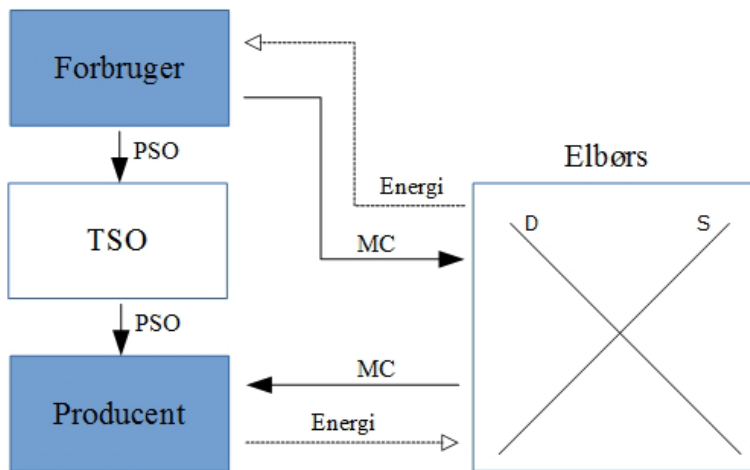 Forbruger
PSO
Elbørs
Energi
TSO
D
S
MC
PSO
MC
Producent
Energi